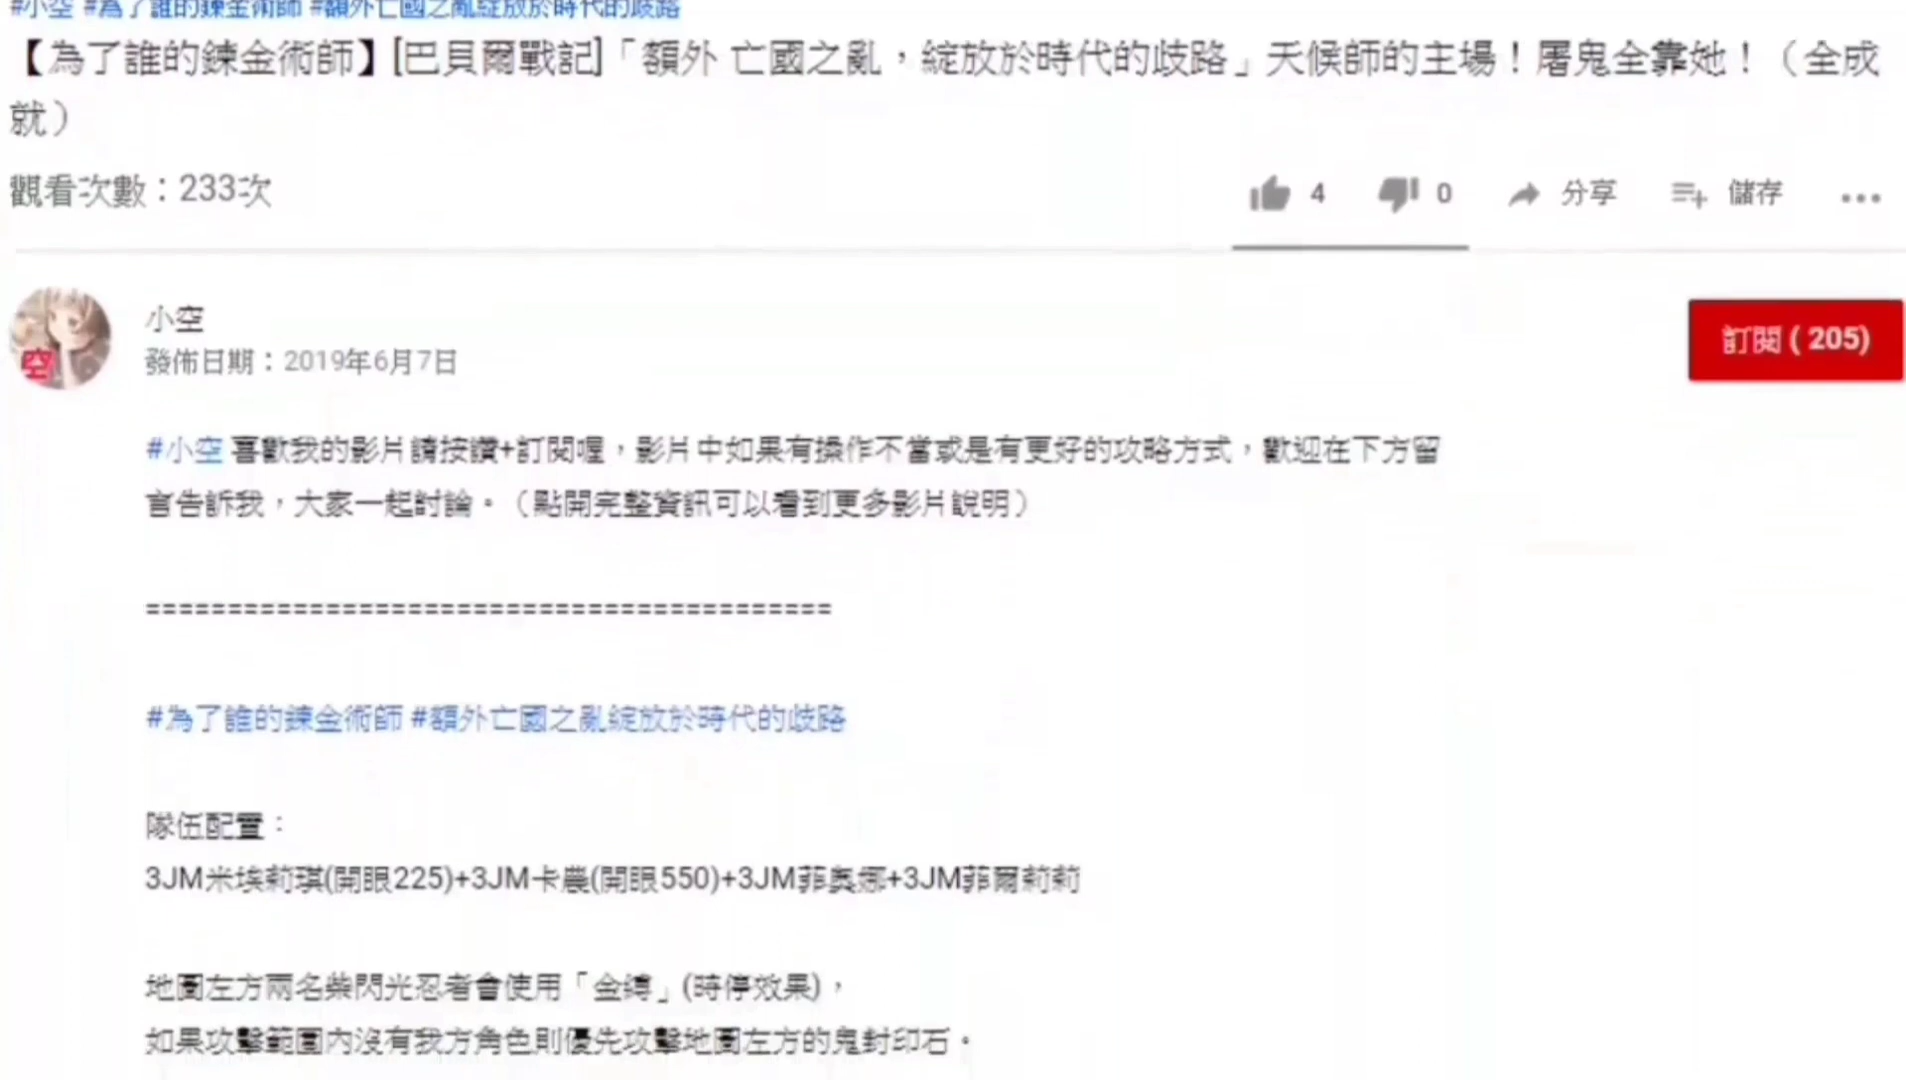 #小空 #為了誰的鍊金術師 #額外亡國之亂綻放於時代的歧路
【為了誰的鍊金術師】[巴貝爾戰記]「額外 亡國之亂，綻放於時代的歧路」天候師的主場！屠鬼全靠她！（全成
就）
觀看次數：233次
4 0 分享 儲存
小空
發佈日期：2019年6月7日
訂閱 ( 205)
空
#小空 喜歡我的影片請按讚+訂閱喔，影片中如果有操作不當或是有更好的攻略方式，歡迎在下方留
言告訴我，大家一起討論。（點開完整資訊可以看到更多影片說明）
==========================================
#為了誰的鍊金術師 #額外亡國之亂綻放於時代的歧路
隊伍配置：
3JM米埃莉琪(開眼225)+3JM卡農(開眼550)+3JM菲奧娜+3JM菲爾莉莉
地圖左方兩名柴閃光忍者會使用「金縛」(時停效果)，
如果攻擊範圍內沒有我方角色則優先攻擊地圖左方的鬼封印石。